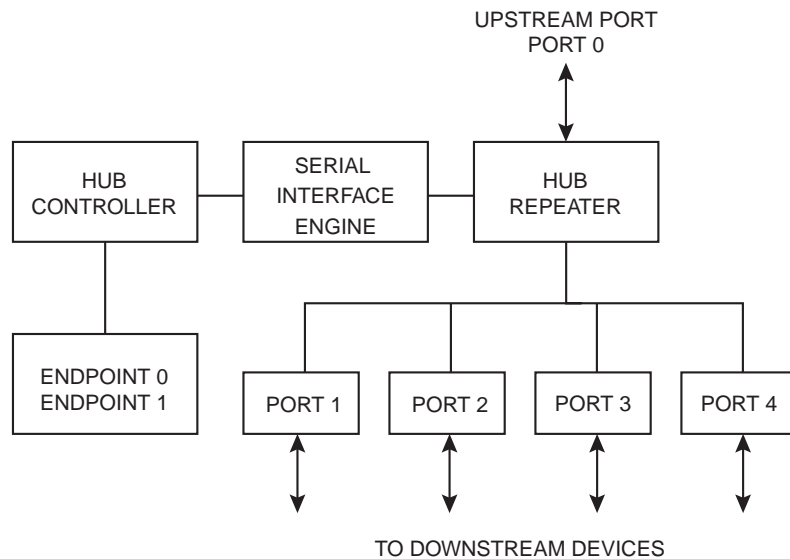 UPSTREAM PORT
PORT 0
HUB
CONTROLLER
SERIAL
INTERFACE
ENGINE
HUB
REPEATER
ENDPOINT 0
ENDPOINT 1
PORT 1
PORT 2
PORT 3
PORT 4
TO DOWNSTREAM DEVICES